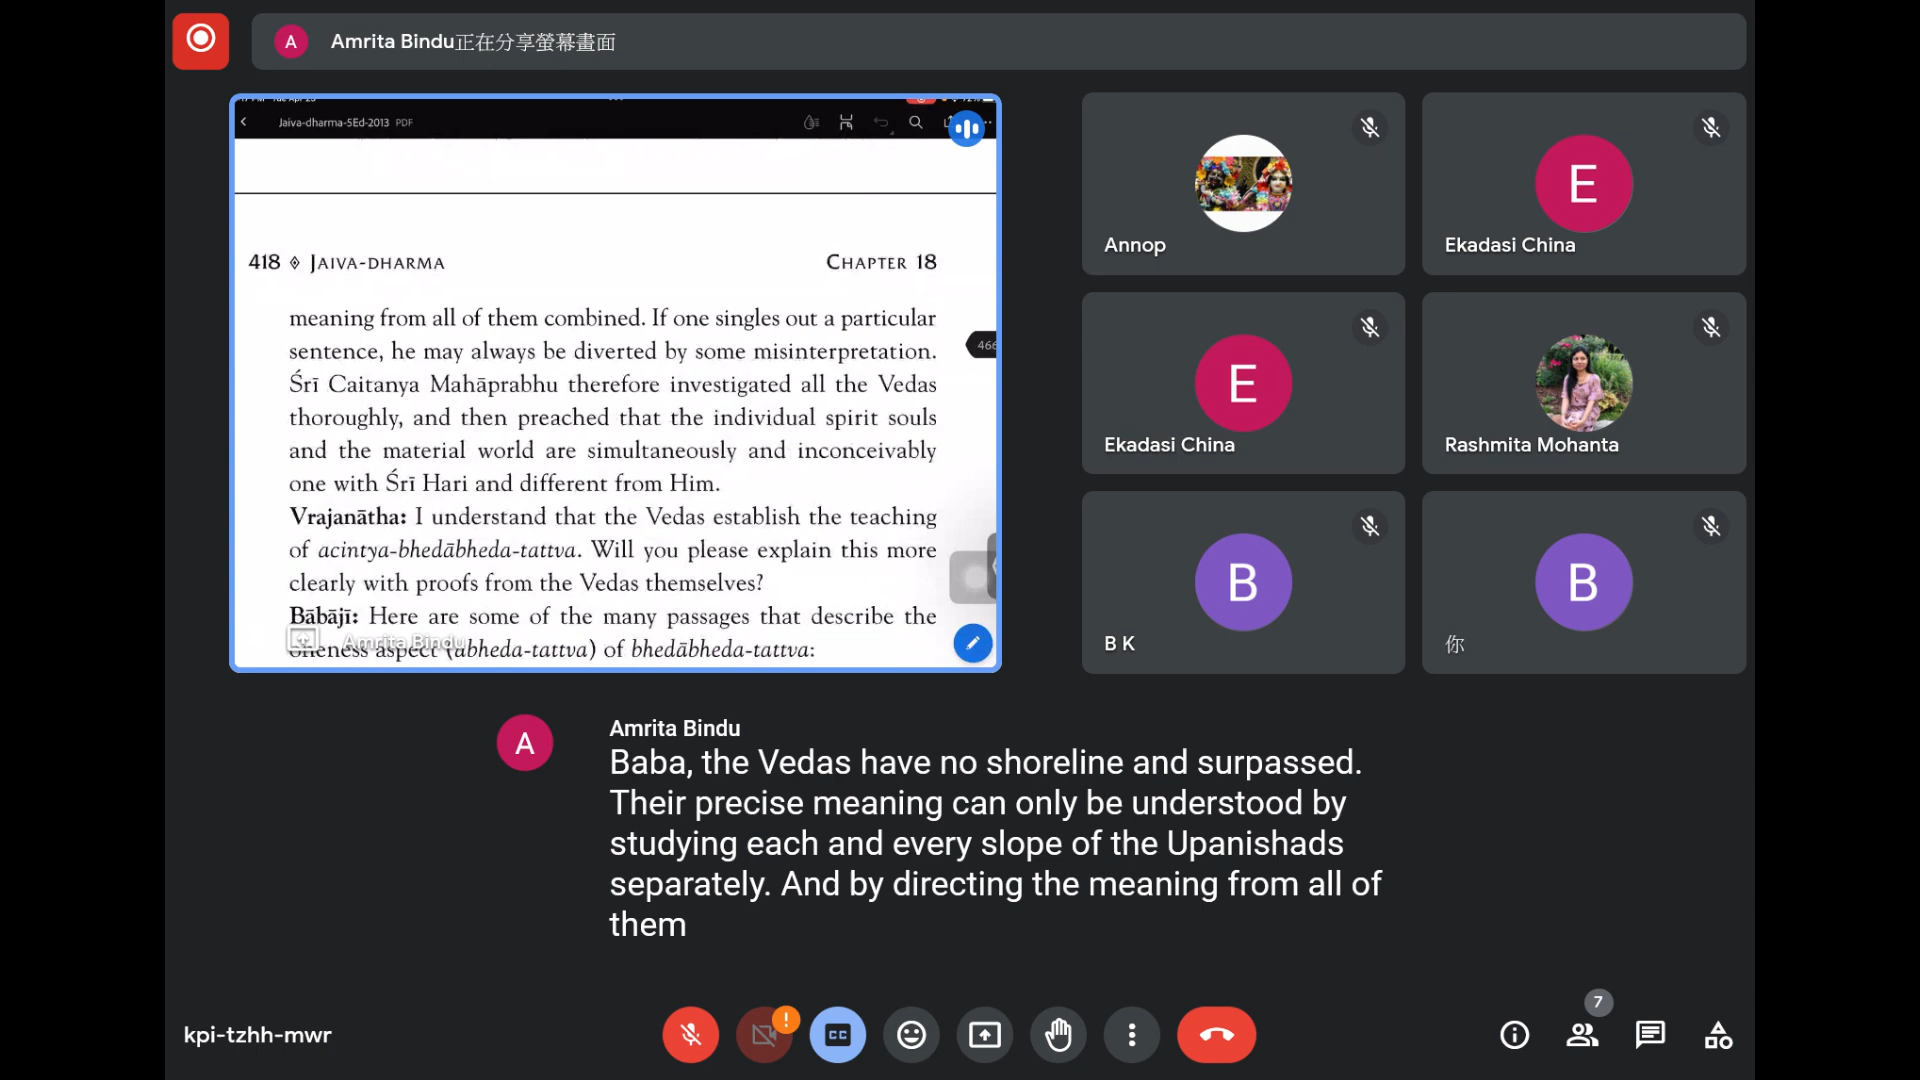 A
Amrita Bindu正在分享螢幕畫面
Jaiva-dharma-5Ed-2013 PDF
418 ⟐ JAIVA-DHARMA
CHAPTER 18
meaning from all of them combined. If one singles out a particular
sentence, he may always be diverted by some misinterpretation.
Śrī Caitanya Mahāprabhu therefore investigated all the Vedas
thoroughly, and then preached that the individual spirit souls
and the material world are simultaneously and inconceivably
one with Śrī Hari and different from Him.
Vrajanātha: I understand that the Vedas establish the teaching
of acintya-bhedābheda-tattva. Will you please explain this more
clearly with proofs from the Vedas themselves?
Bābājī: Here are some of the many passages that describe the
oneness aspect (abheda-tattva) of bhedābheda-tattva:
Amrita Bindu
466
Annop
E
Ekadasi China
E
Ekadasi China
Rashmita Mohanta
B
B K
B
你
A
Amrita Bindu
Baba, the Vedas have no shoreline and surpassed.
Their precise meaning can only be understood by
studying each and every slope of the Upanishads
separately. And by directing the meaning from all of
them
kpi-tzhh-mwr
!
CC
7